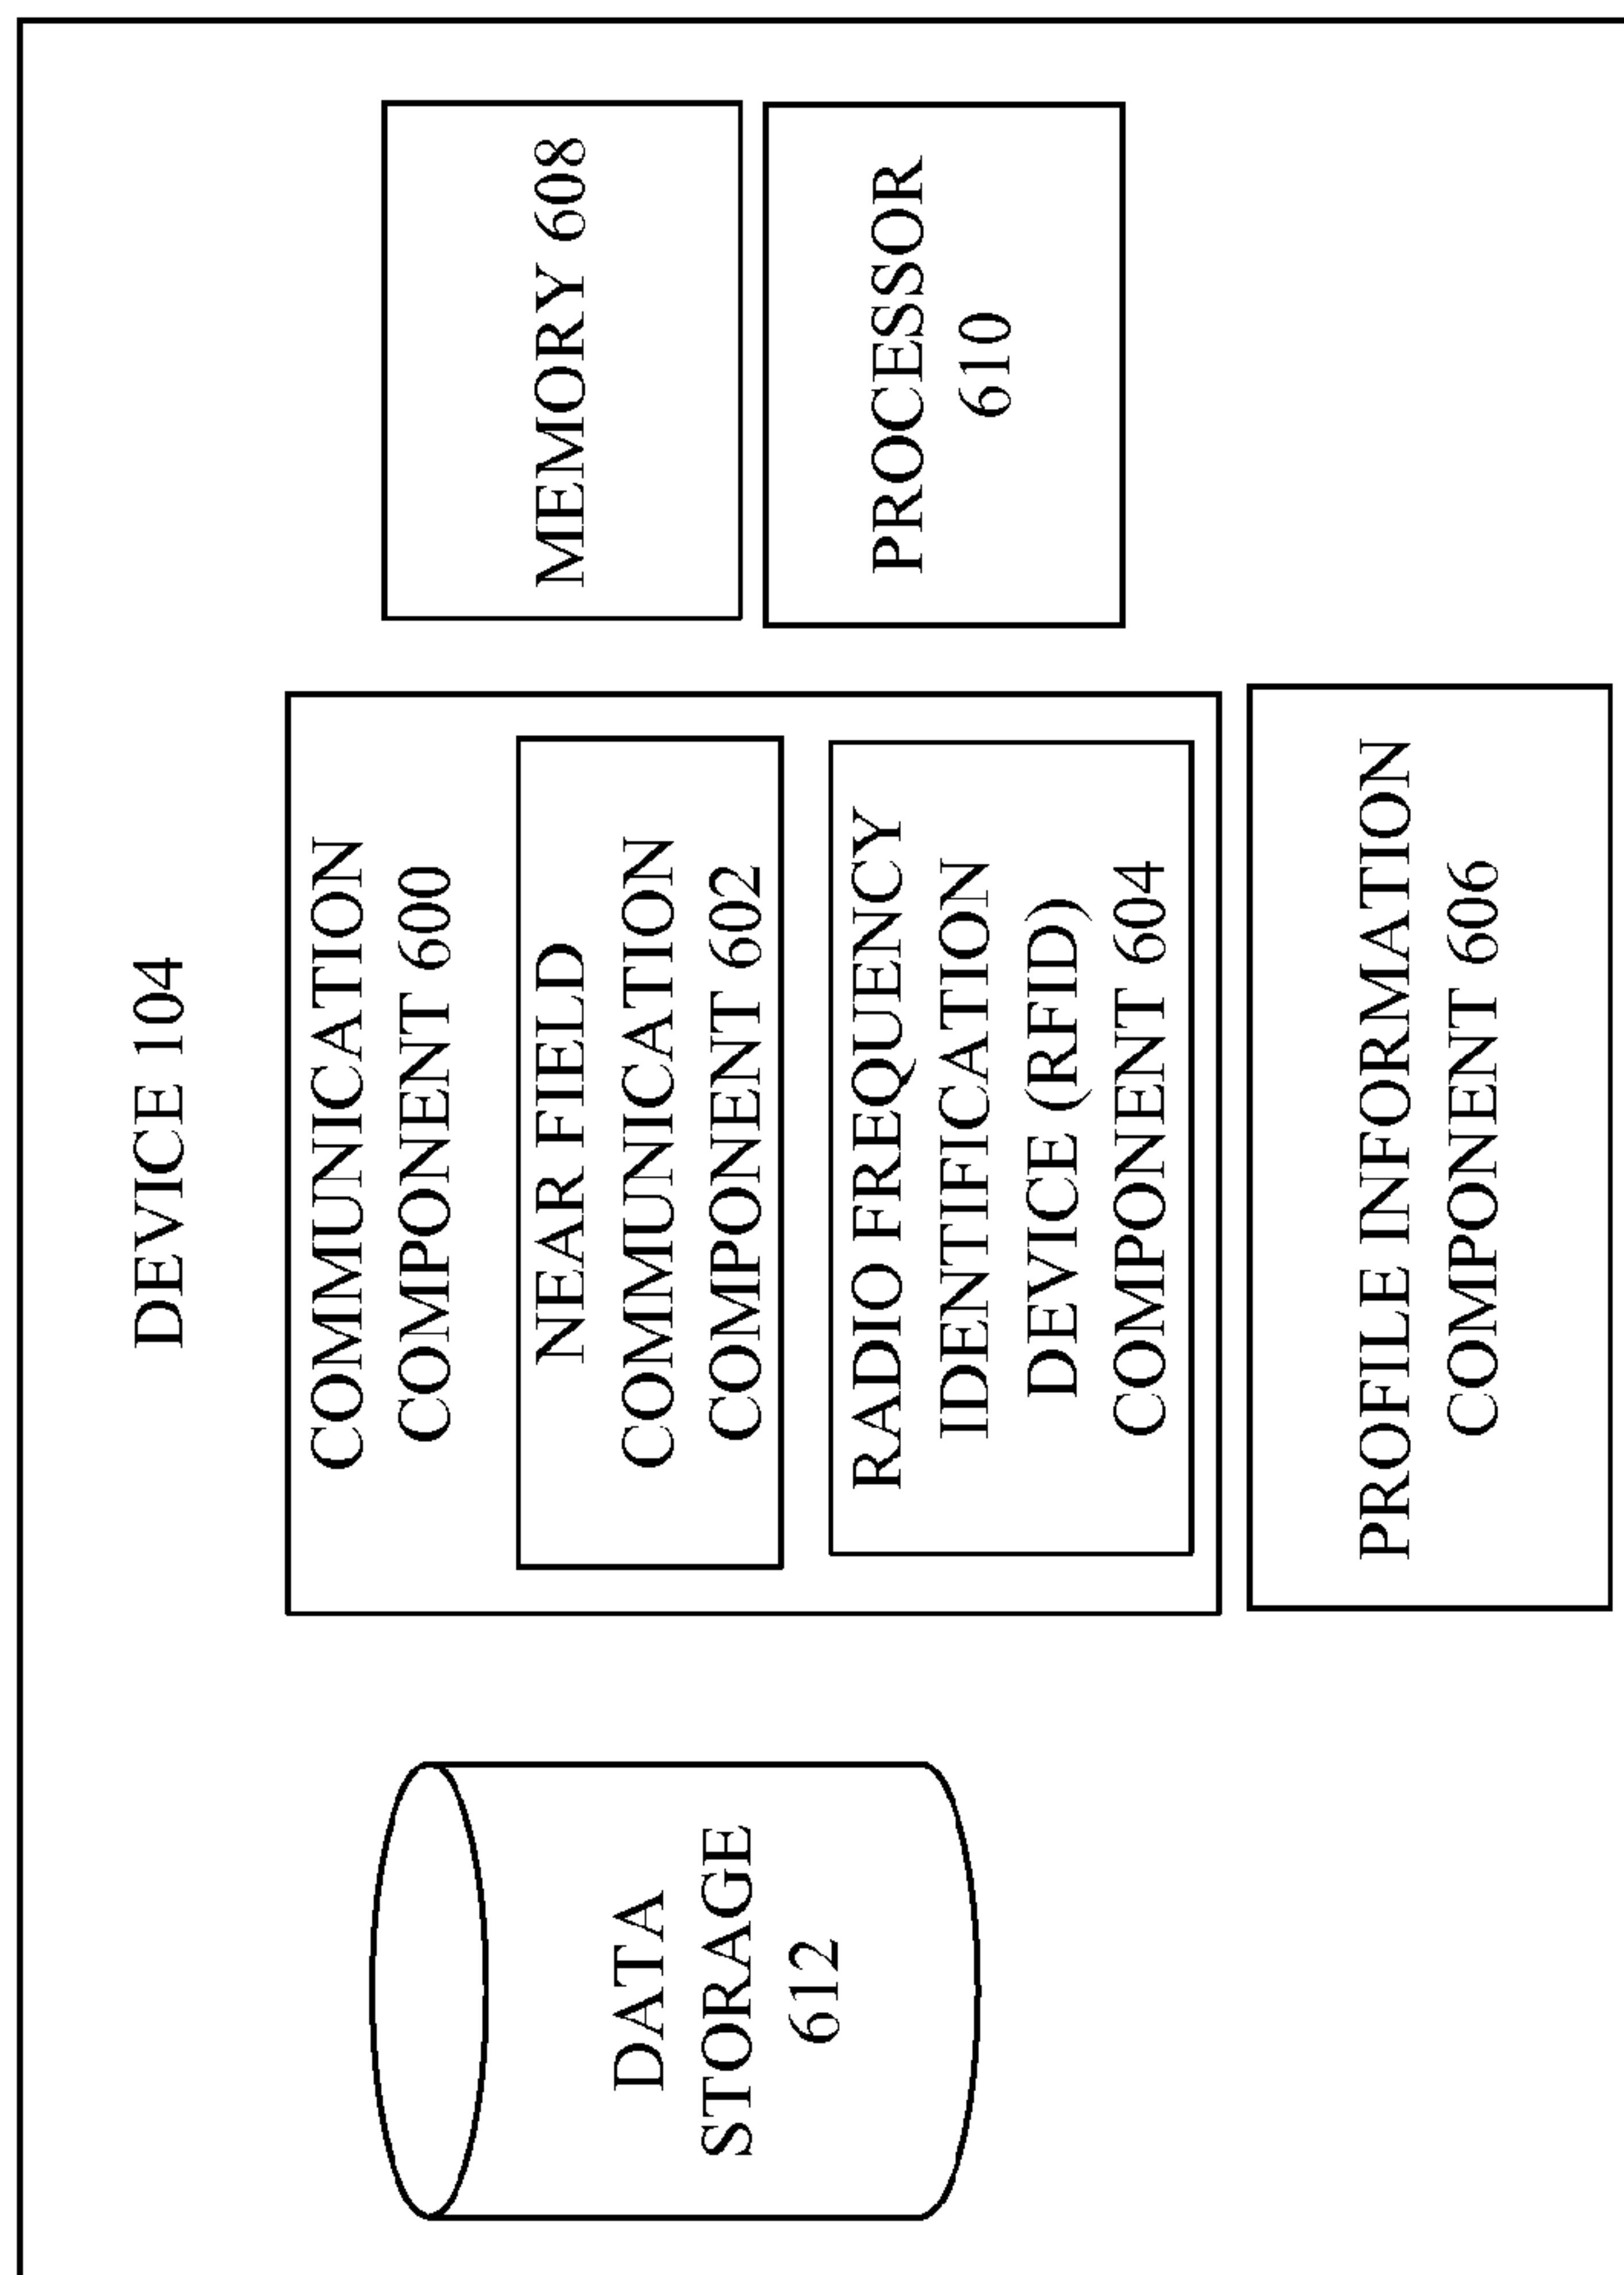 DEVICE 104
DATA
STORAGE
612
COMMUNICATION
COMPONENT 600
NEAR FIELD
COMMUNICATION
COMPONENT 602
RADIO FREQUENCY
IDENTIFICATION
DEVICE (RFID)
COMPONENT 604
PROFILE INFORMATION
COMPONENT 606
MEMORY 608
PROCESSOR
610